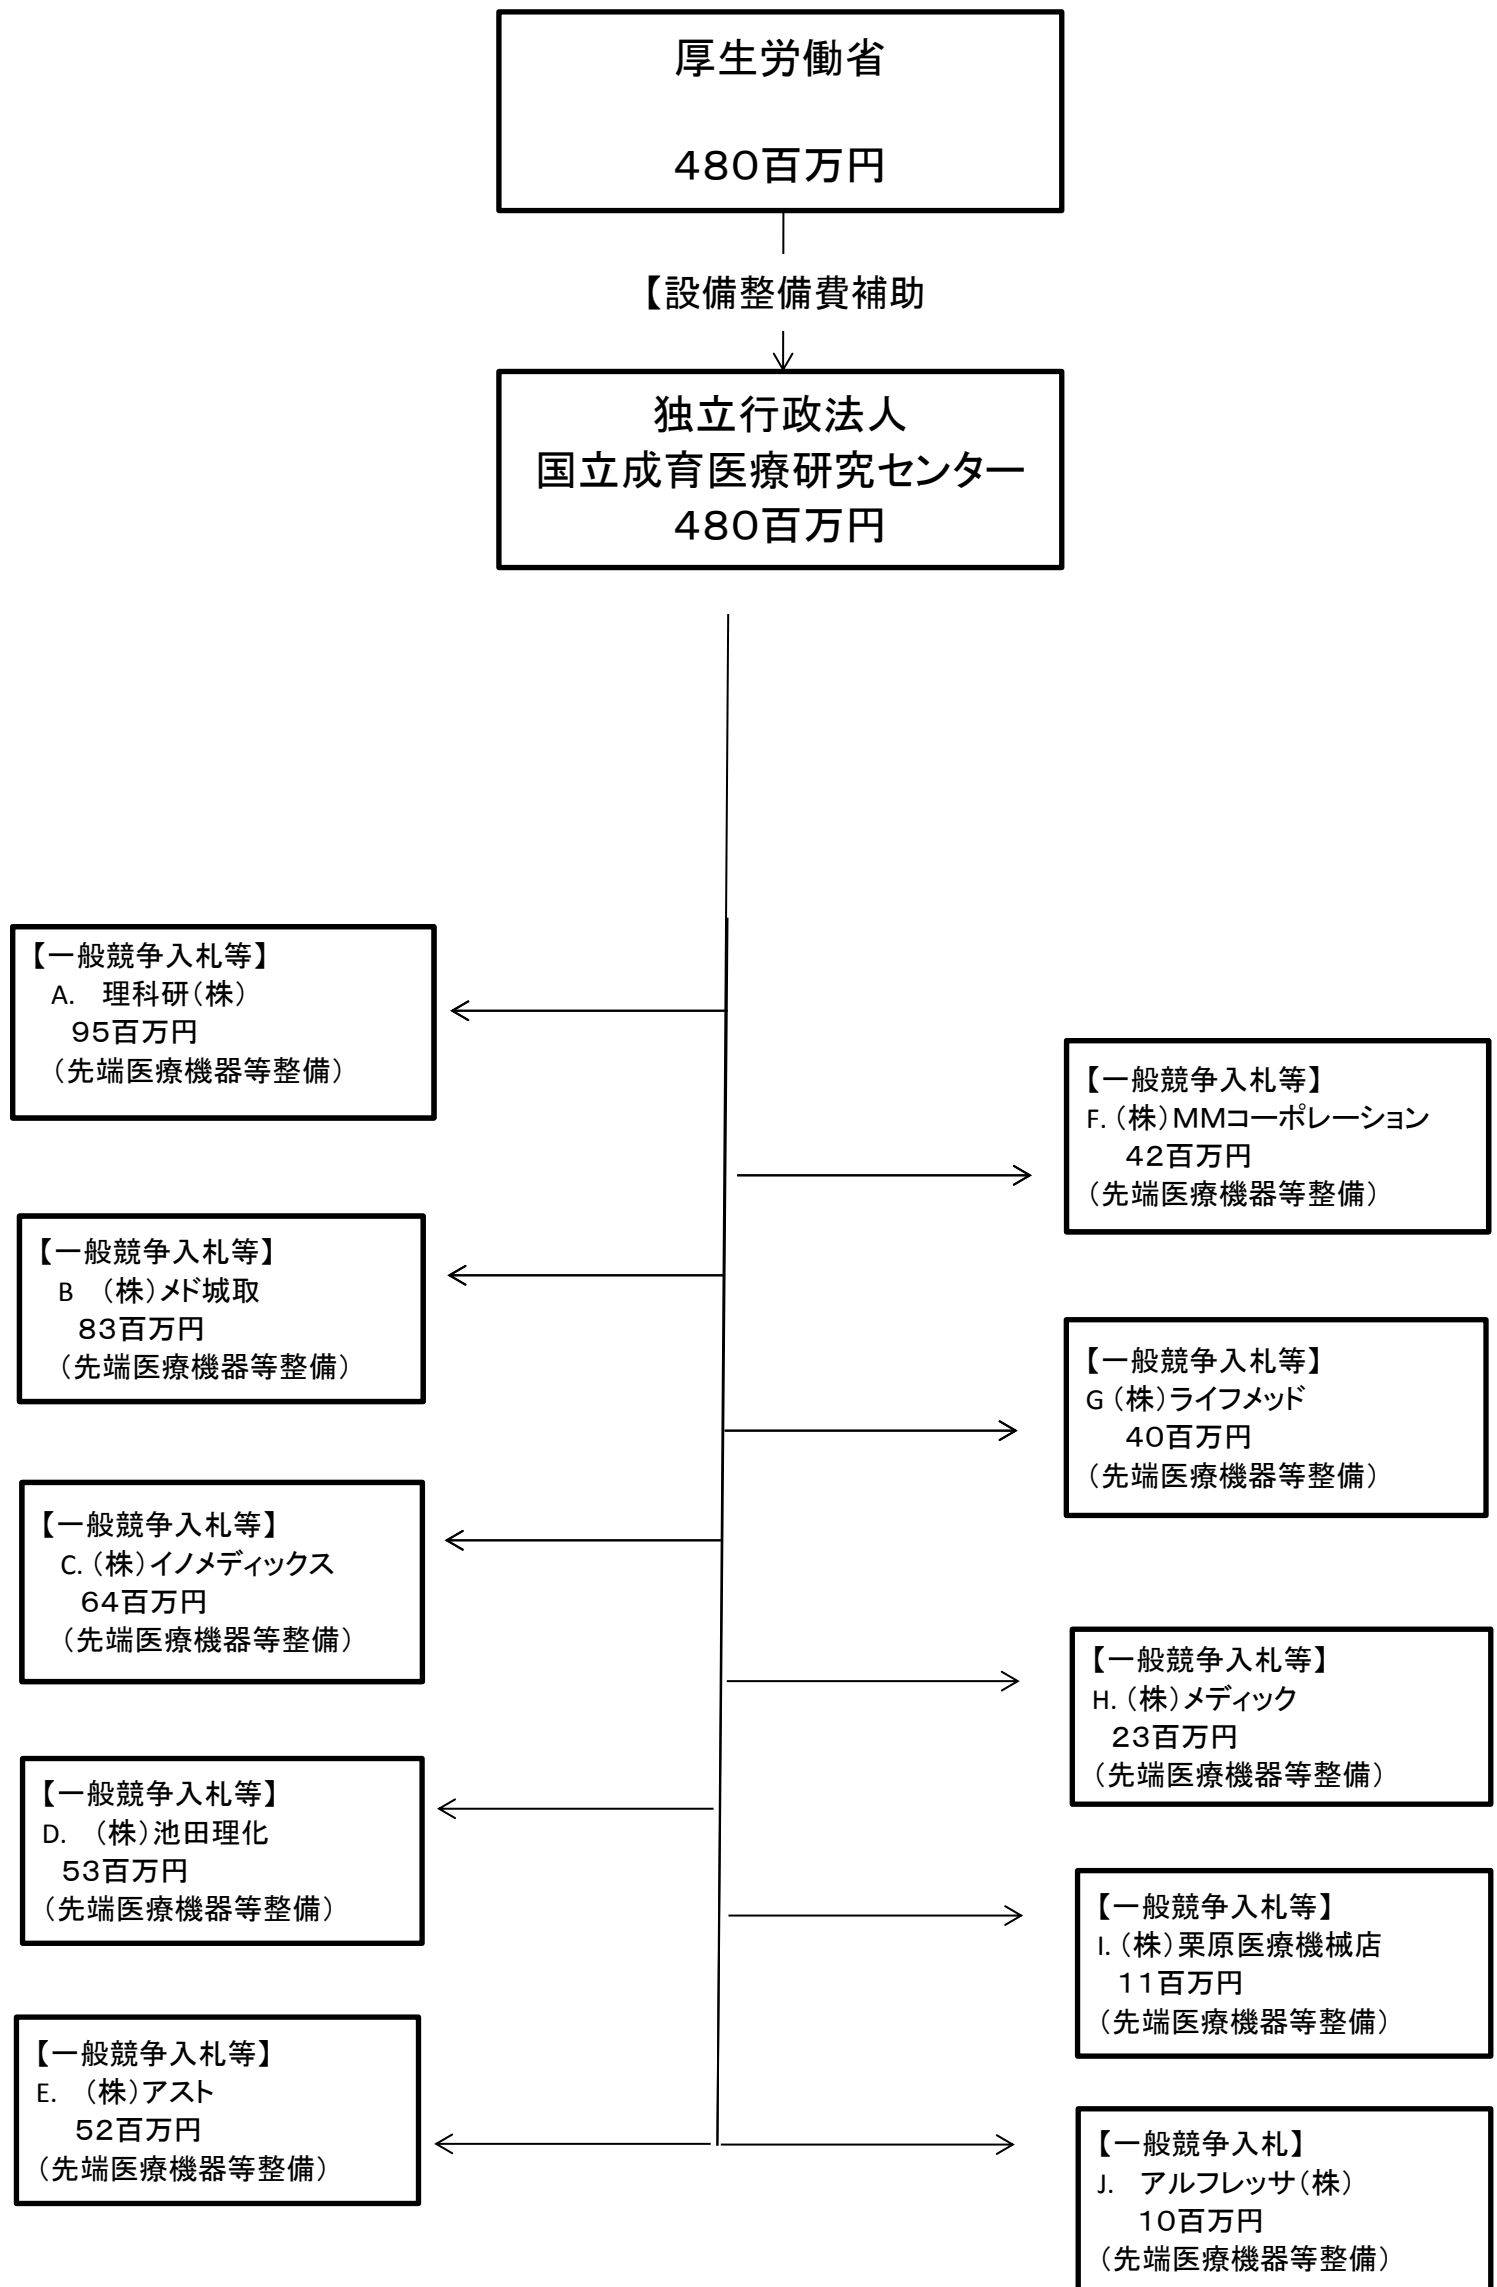 厚生労働省
480百万円
【設備整備費補助
独立行政法人
国立成育医療研究センター
480百万円
【一般競争入札等】
A. 理科研(株)
95百万円
(先端医療機器等整備)
【一般競争入札等】
B (株)メド城取
83百万円
(先端医療機器等整備)
【一般競争入札等】
C.(株)イノメディックス
64百万円
(先端医療機器等整備)
【一般競争入札等】
D. (株)池田理化
53百万円
(先端医療機器等整備)
【一般競争入札等】
E. (株)アスト
52百万円
(先端医療機器等整備)
【一般競争入札等】
F.(株)MMコーポレーション
42百万円
(先端医療機器等整備)
【一般競争入札等】
G(株)ライフメッド
40百万円
(先端医療機器等整備)
【一般競争入札等】
H.(株)メディック
23百万円
(先端医療機器等整備)
【一般競争入札等】
I.(株)栗原医療機械店
11百万円
(先端医療機器等整備)
【一般競争入札】
J. アルフレッサ(株)
10百万円
(先端医療機器等整備)